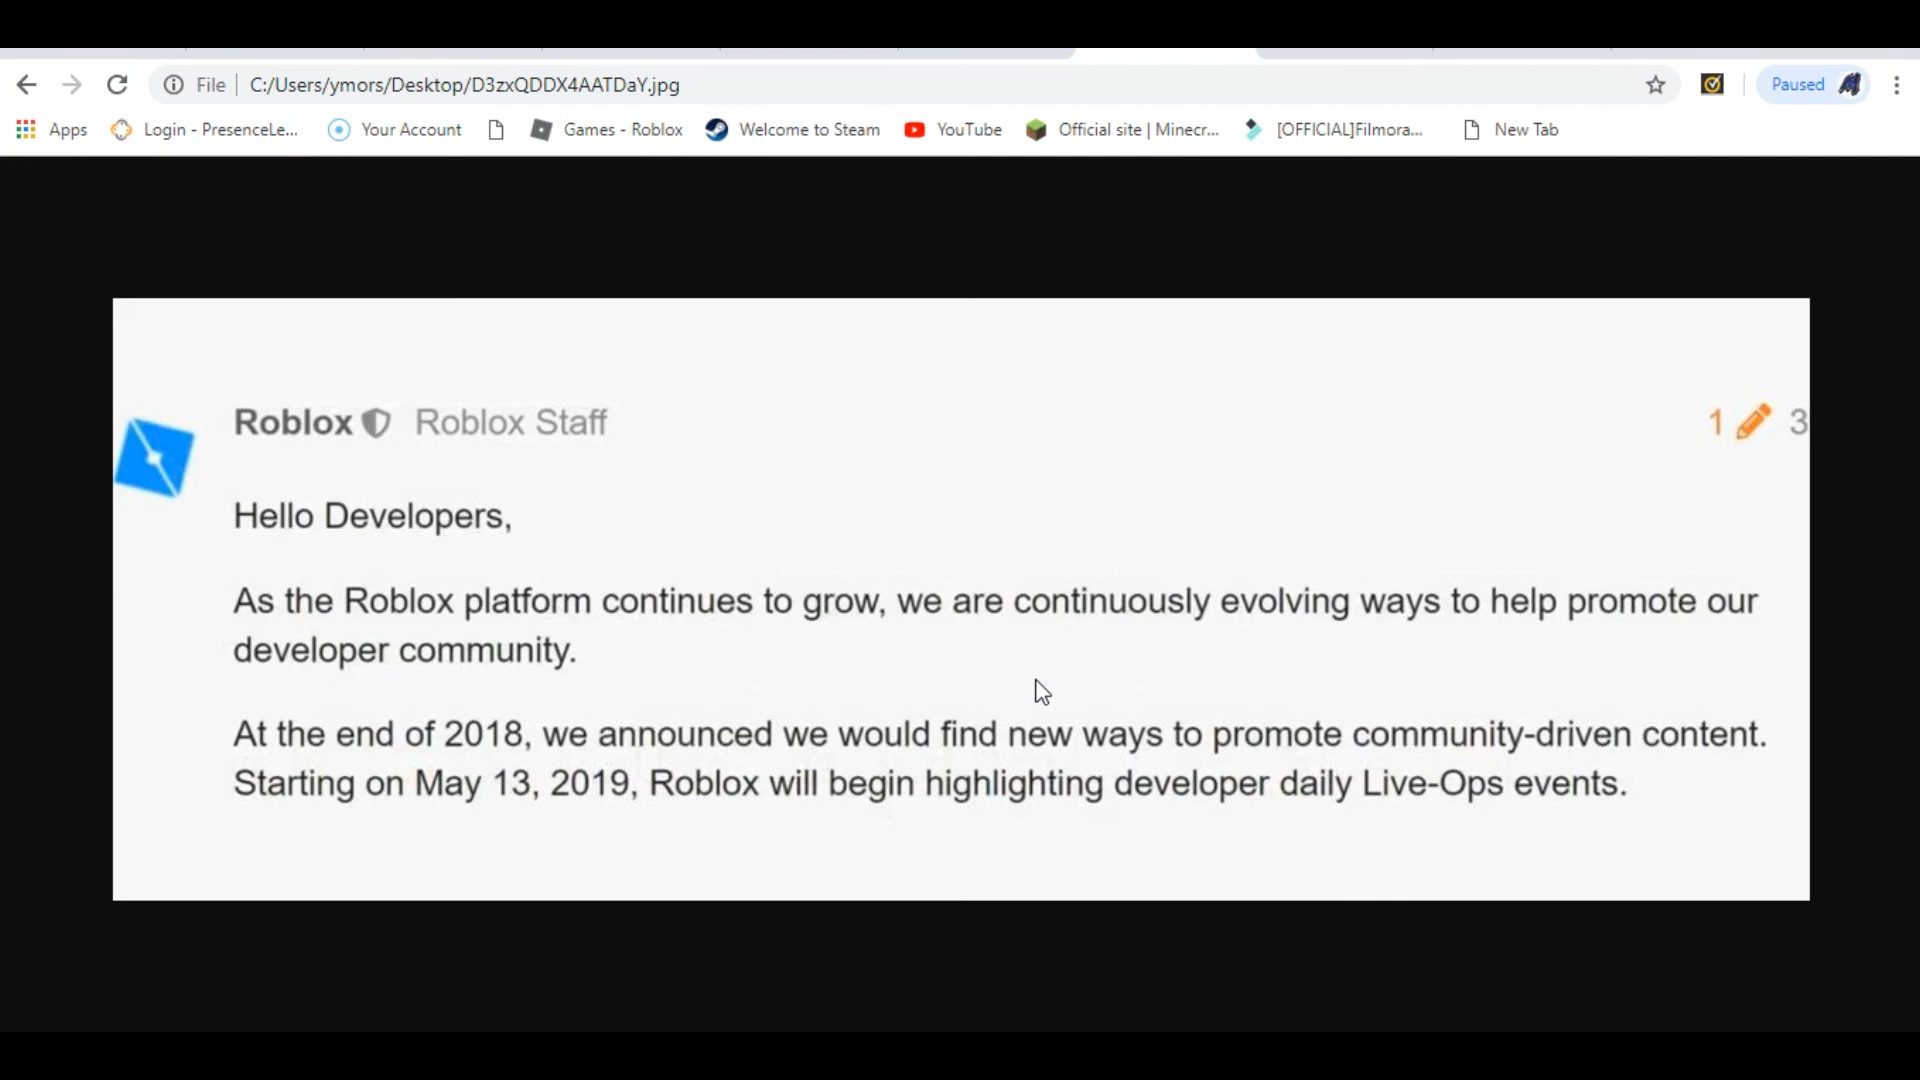 File C:/Users/ymors/Desktop/D3zxQDDX4AATDaY.jpg Paused
Apps Login - PresenceLe... Your Account Games - Roblox Welcome to Steam YouTube Official site | Minecr... [OFFICIAL]Filmora... New Tab
Roblox Roblox Staff 1 3
Hello Developers,
As the Roblox platform continues to grow, we are continuously evolving ways to help promote our
developer community.
At the end of 2018, we announced we would find new ways to promote community-driven content.
Starting on May 13, 2019, Roblox will begin highlighting developer daily Live-Ops events.